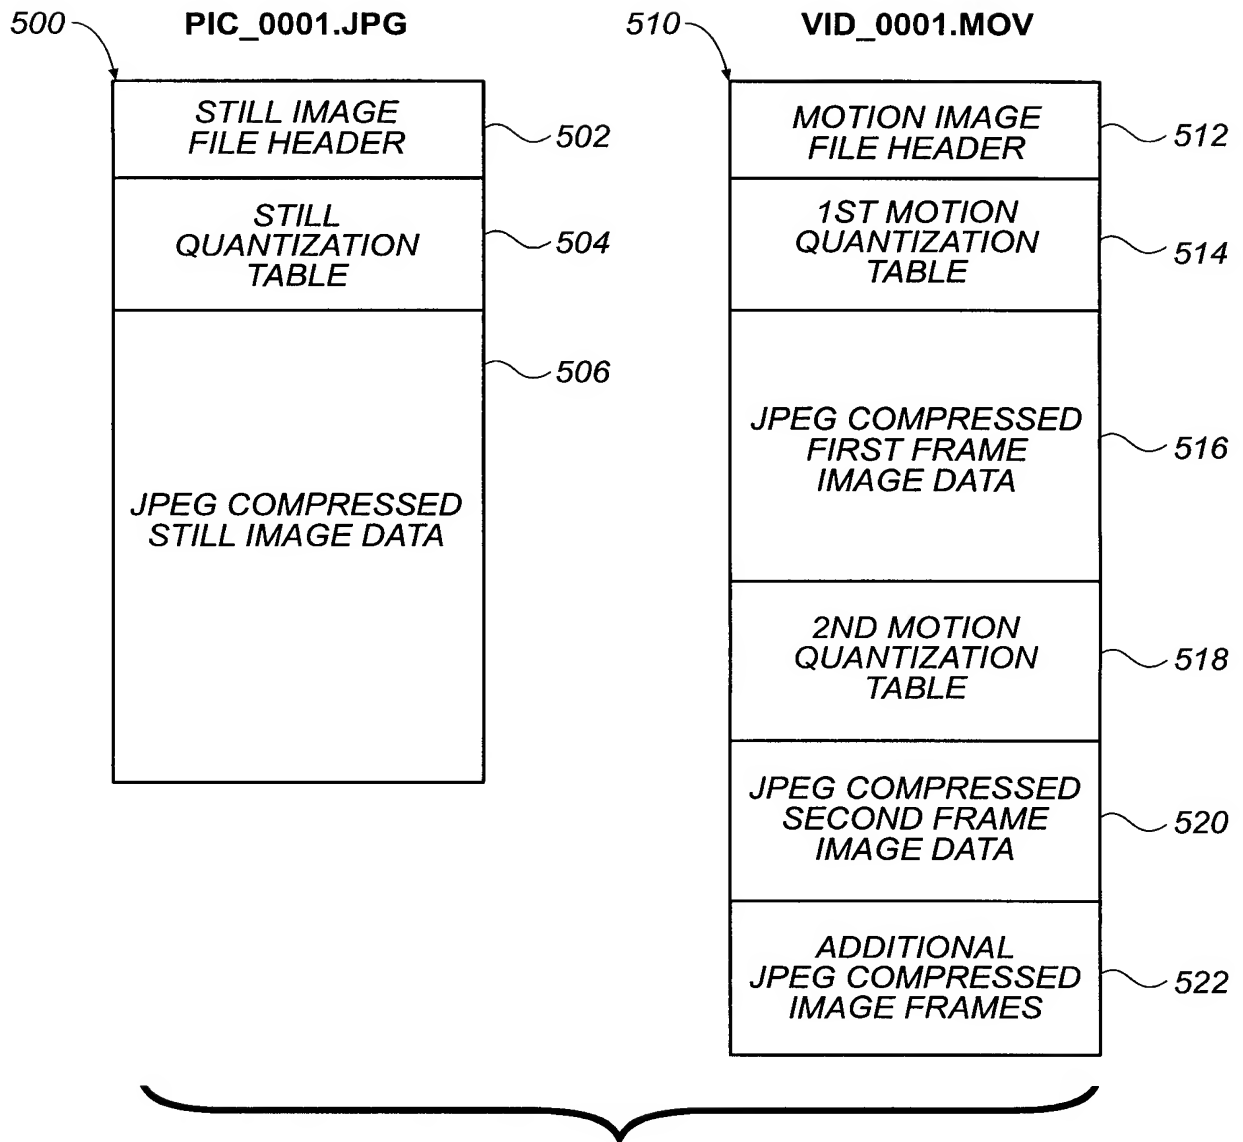 500
PIC_0001.JPG
STILL IMAGE
FILE HEADER
502
STILL
QUANTIZATION
TABLE
504
506
JPEG COMPRESSED
STILL IMAGE DATA
510
VID_0001.MOV
MOTION IMAGE
FILE HEADER
512
1ST MOTION
QUANTIZATION
TABLE
514
JPEG COMPRESSED
FIRST FRAME
IMAGE DATA
516
2ND MOTION
QUANTIZATION
TABLE
518
JPEG COMPRESSED
SECOND FRAME
IMAGE DATA
520
ADDITIONAL
JPEG COMPRESSED
IMAGE FRAMES
522